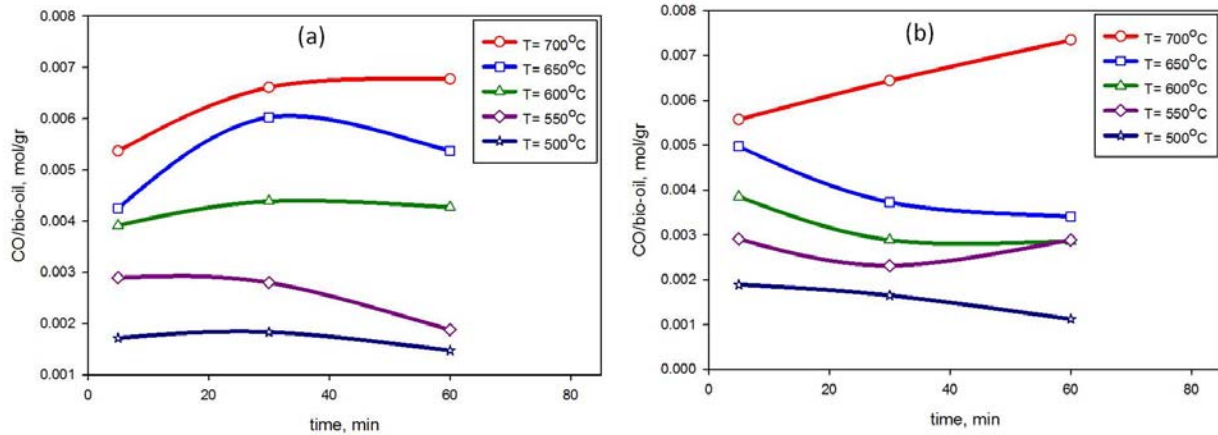 (a)
CO/bio-oil, mol/gr
0.008
0.007
0.006
0.005
0.004
0.003
0.002
0.001
0 20 40 60 80
time, min
T= 700°C
T= 650°C
T= 600°C
T= 550°C
T= 500°C
(b)
CO/bio-oil, mol/gr
0.008
0.007
0.006
0.005
0.004
0.003
0.002
0.001
0.000
0 20 40 60 80
time, min
T= 700°C
T= 650°C
T= 600°C
T= 550°C
T= 500°C